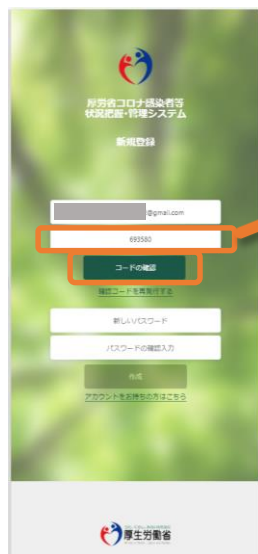 厚労省コロナ感染者等
状況把握・管理システム
新規登録
@gmail.com
693580
コードの確認
確認コードを再発行する
新しいパスワード
パスワードの確認入力
作成
アカウントをお持ちの方はこちら
厚生労働省